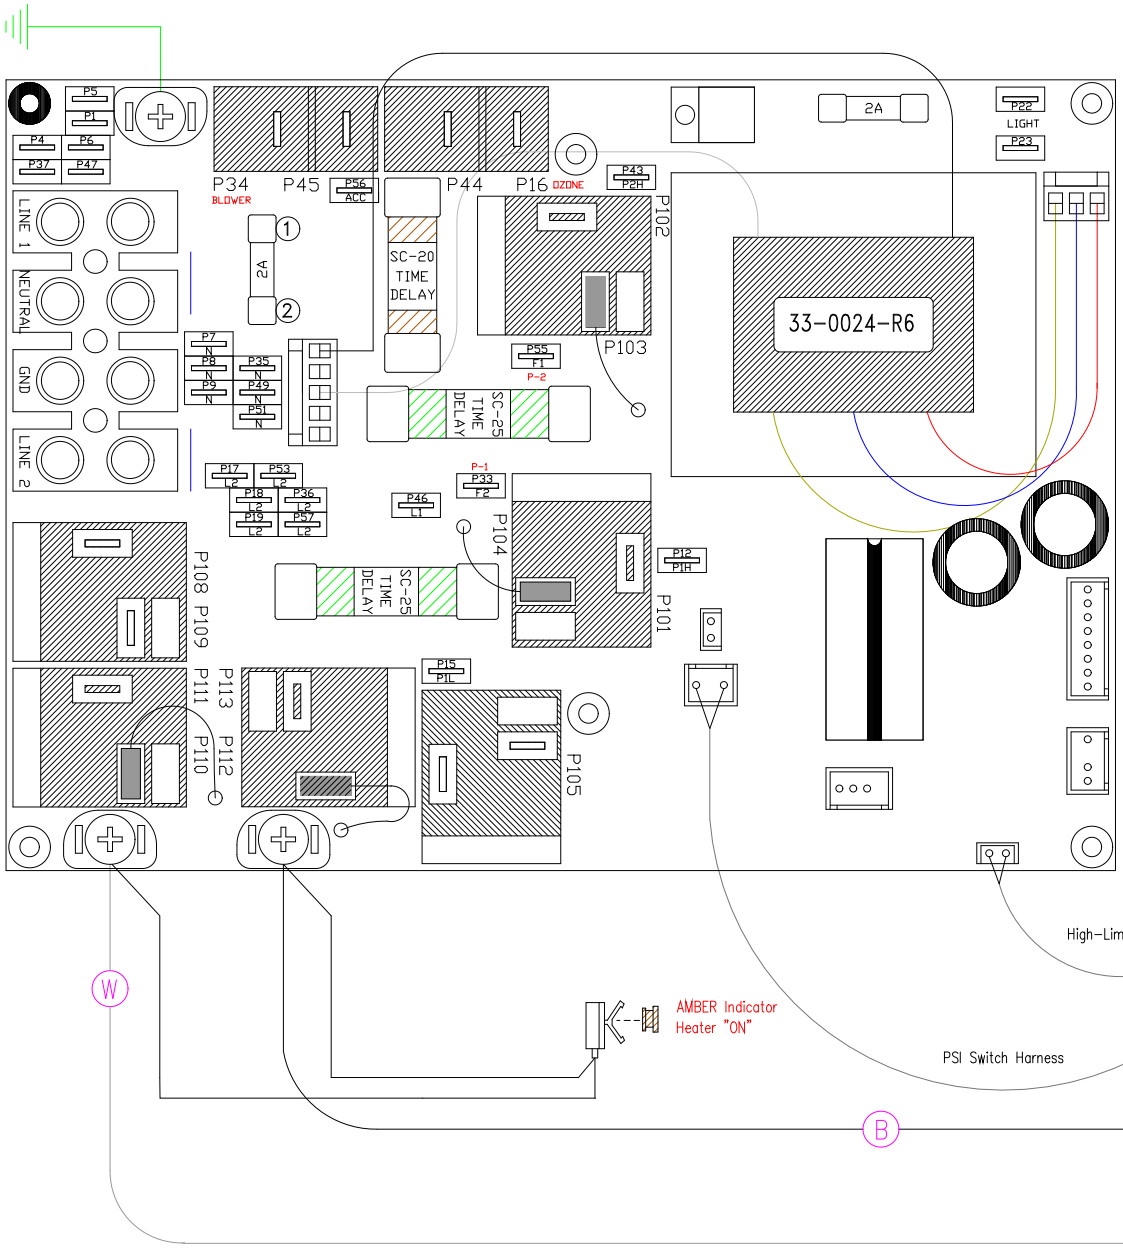 P5
P1
P4 P6
P37 P47
P34 P45 P44 P16 OZONE
BLOWER
P56
ACC
P43
P2H
2A
P22
LIGHT
P23
LINE 1
NEUTRAL
GND
LINE 2
1
2A
2
SC-20
TIME
DELAY
P102
P103
33-0024-R6
P7
N
P8
N
P9
N
P35
N
P49
N
P51
N
P55
F1
P-2
SC-25
TIME
DELAY
P17
L2
P53
L2
P18
L2
P36
L2
P19
L2
P57
L2
P-1
P33
F2
P46
L1
P104
P12
P1H
P101
P108
P109
SC-25
TIME
DELAY
P15
P1L
P111
P113
P110
P112
P105
High-Lim
W
AMBER Indicator
Heater "ON"
PSI Switch Harness
B